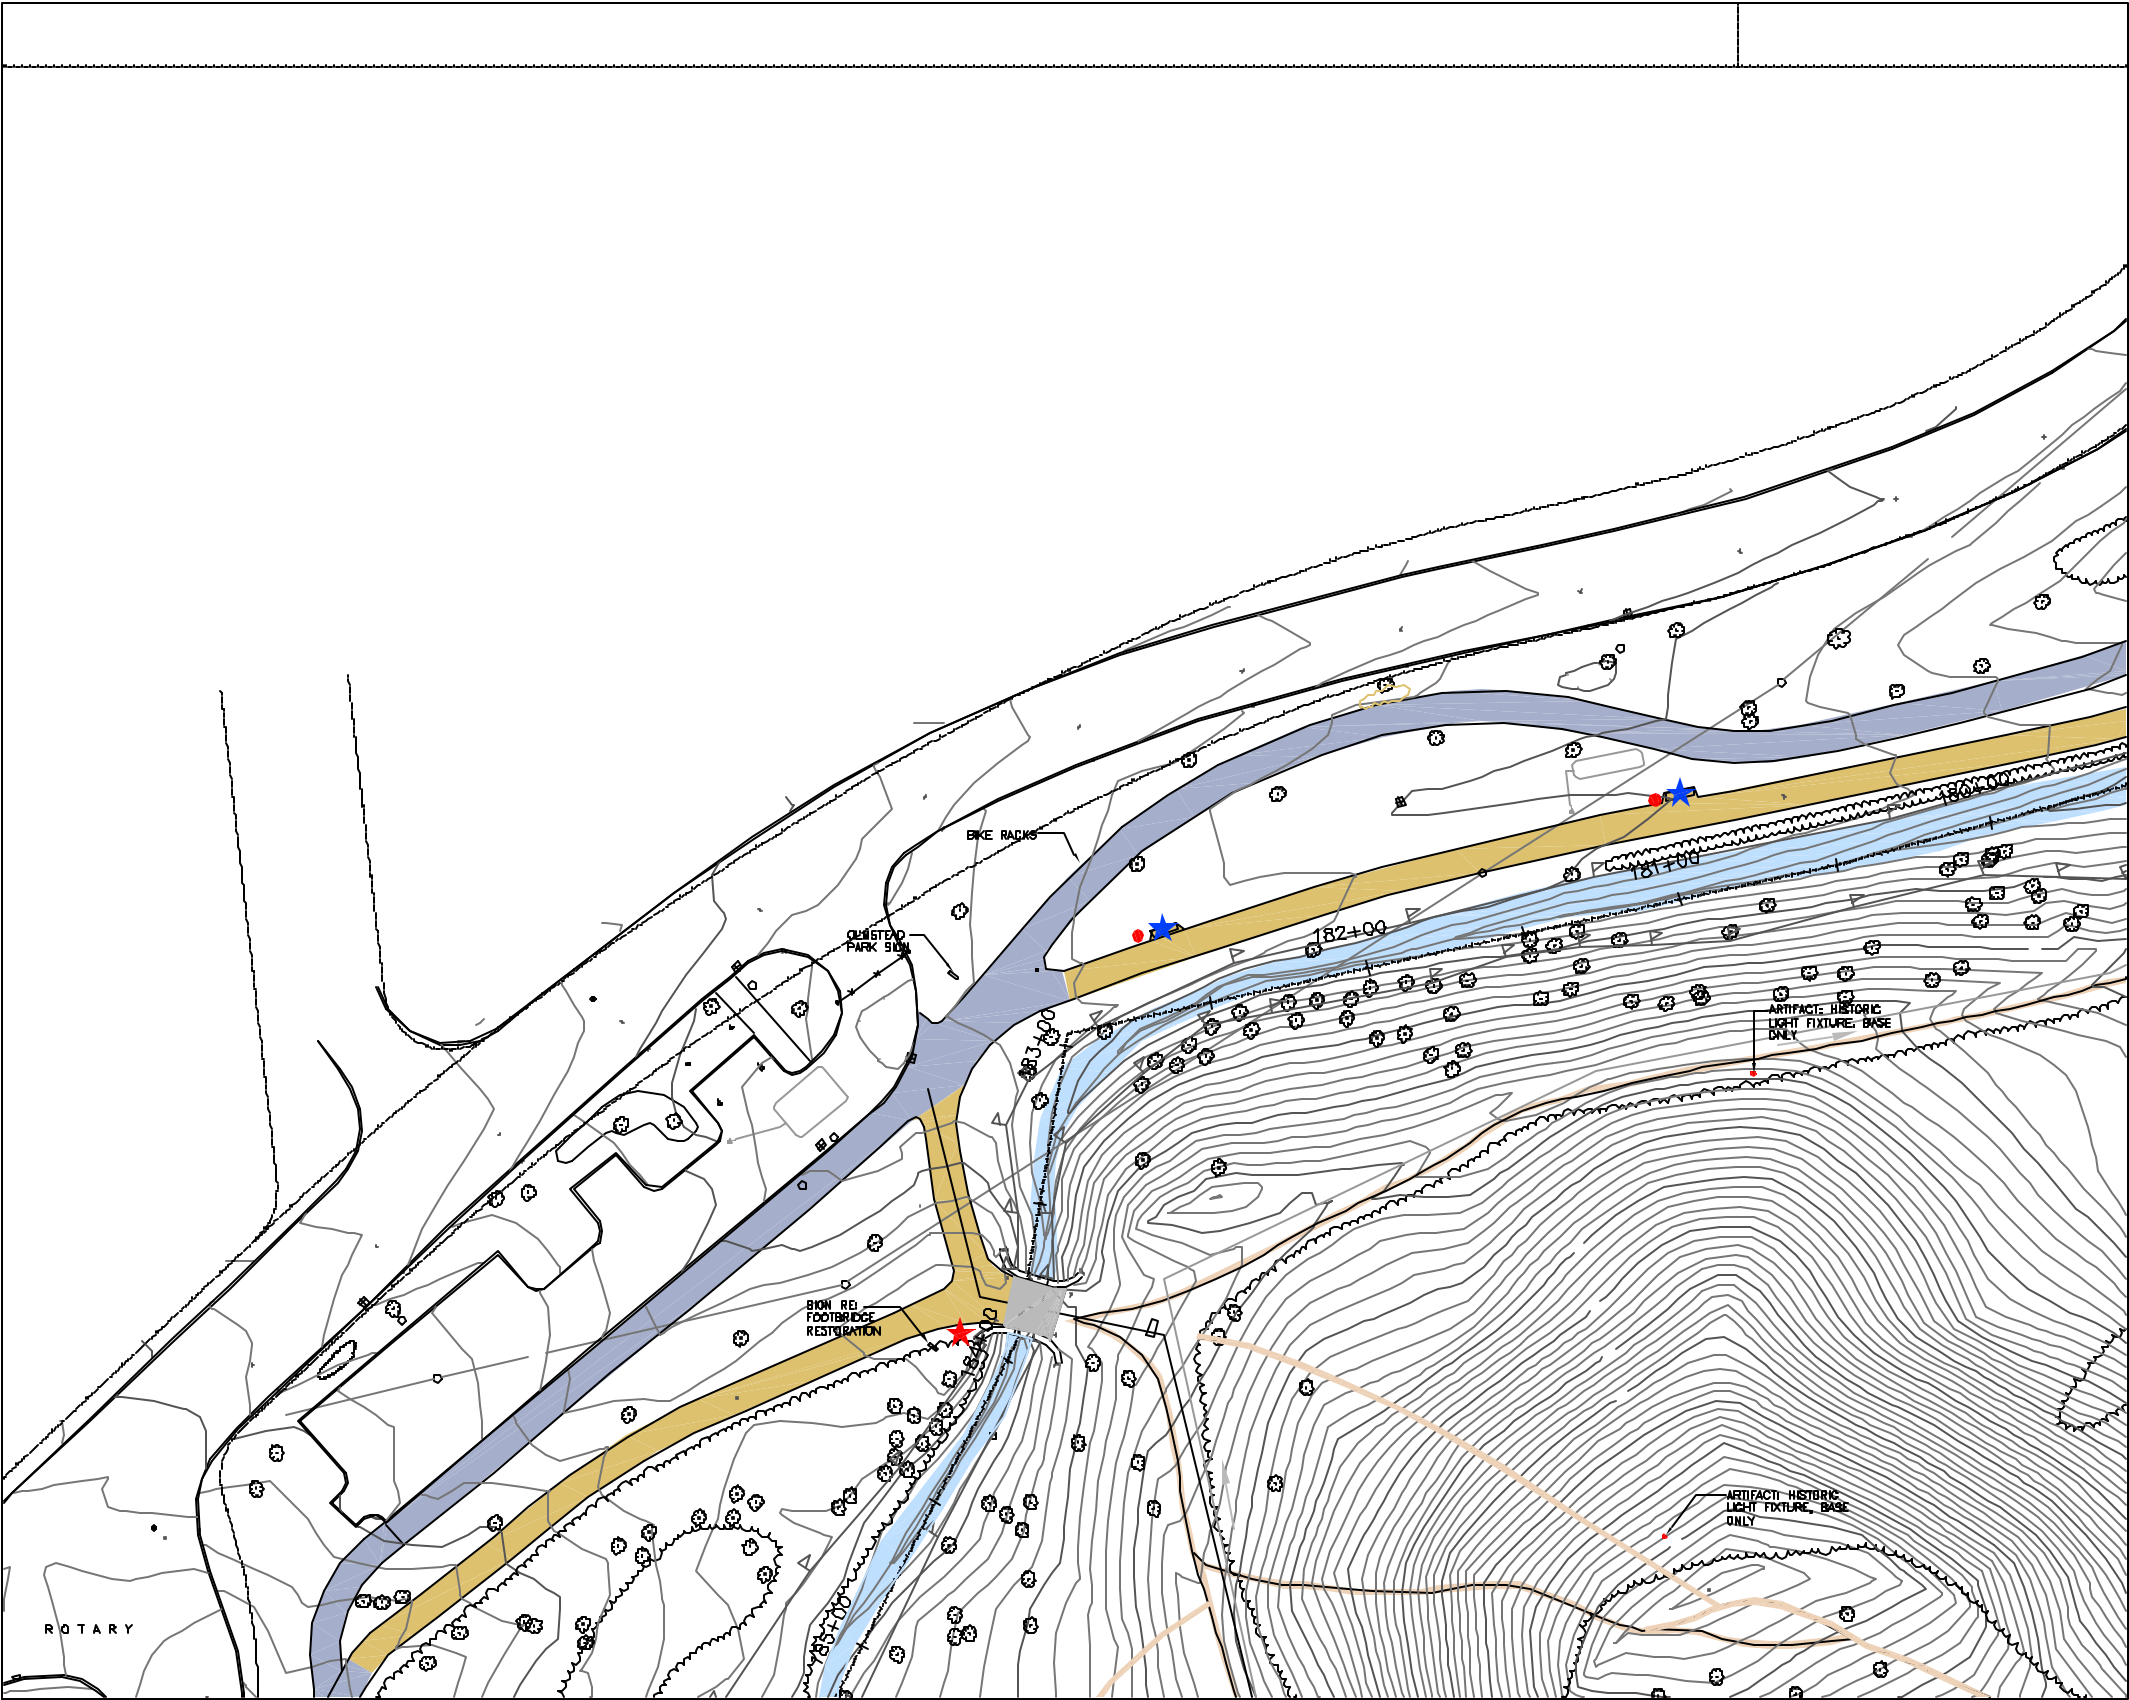 BIKE RACKS
OLMSTEAD
PARK SIGN
180+00
181+00
182+00
183+00
ARTIFACT: HISTORIC
LIGHT FIXTURE, BASE
ONLY
SIGN RE:
FOOTBRIDGE
RESTORATION
184+00
ARTIFACT: HISTORIC
LIGHT FIXTURE, BASE
ONLY
185+00
ROTARY